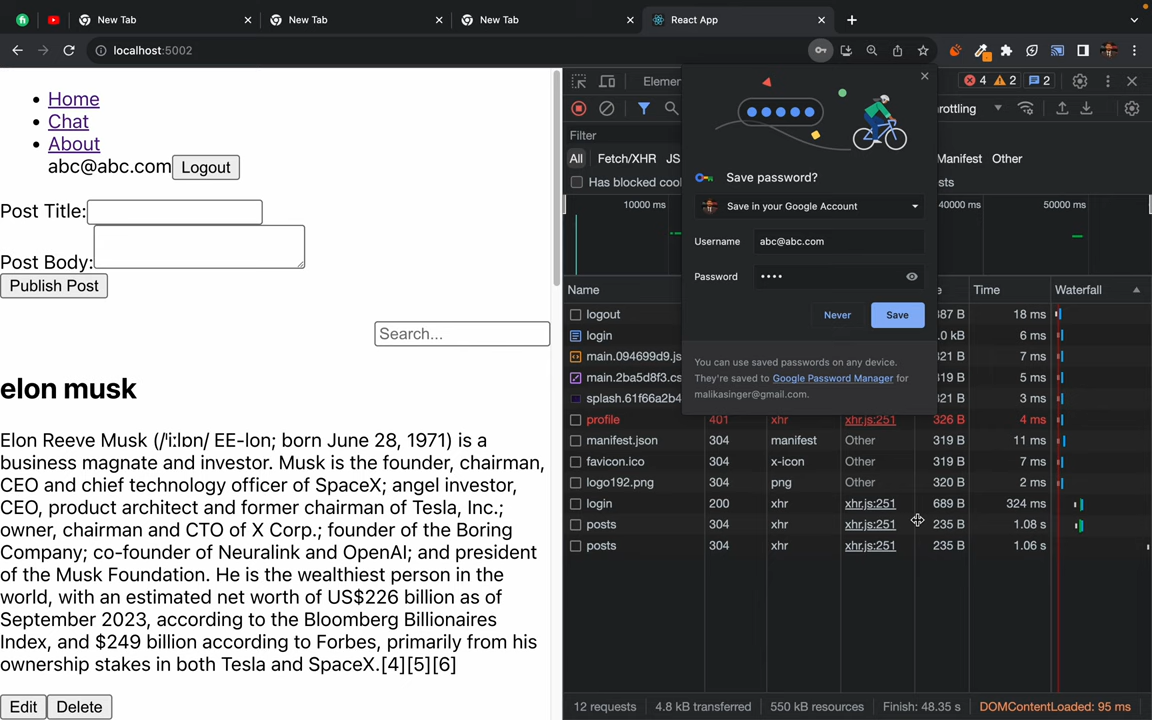 New Tab
New Tab
New Tab
React App
localhost:5002
Home
Chat
About
abc@abc.com Logout
Post Title:
Post Body:
Publish Post
Search...
elon musk
Elon Reeve Musk (/ˈiːlɒn/ EE-lon; born June 28, 1971) is a
business magnate and investor. Musk is the founder, chairman,
CEO and chief technology officer of SpaceX; angel investor,
CEO, product architect and former chairman of Tesla, Inc.;
owner, chairman and CTO of X Corp.; founder of the Boring
Company; co-founder of Neuralink and OpenAI; and president
of the Musk Foundation. He is the wealthiest person in the
world, with an estimated net worth of US$226 billion as of
September 2023, according to the Bloomberg Billionaires
Index, and $249 billion according to Forbes, primarily from his
ownership stakes in both Tesla and SpaceX.[4][5][6]
Edit Delete
Elemen
4 2 2
rottling
Filter
All Fetch/XHR JS Manifest Other
Has blocked cool sts
10000 ms 40000 ms 50000 ms
Save password?
Save in your Google Account
Username abc@abc.com
Password ••••
Never Save
You can use saved passwords on any device.
They're saved to Google Password Manager for
malikasinger@gmail.com.
Name e Time Waterfall
logout 387 B 18 ms
login .0 kB 6 ms
main.094699d9.js 321 B 7 ms
main.2ba5d8f3.cs 319 B 5 ms
splash.61f66a2b4 321 B 3 ms
profile 401 xhr xhr.js:251 326 B 4 ms
manifest.json 304 manifest Other 319 B 11 ms
favicon.ico 304 x-icon Other 319 B 7 ms
logo192.png 304 png Other 320 B 2 ms
login 200 xhr xhr.js:251 689 B 324 ms
posts 304 xhr xhr.js:251 235 B 1.08 s
posts 304 xhr xhr.js:251 235 B 1.06 s
12 requests 4.8 kB transferred 550 kB resources Finish: 48.35 s DOMContentLoaded: 95 ms